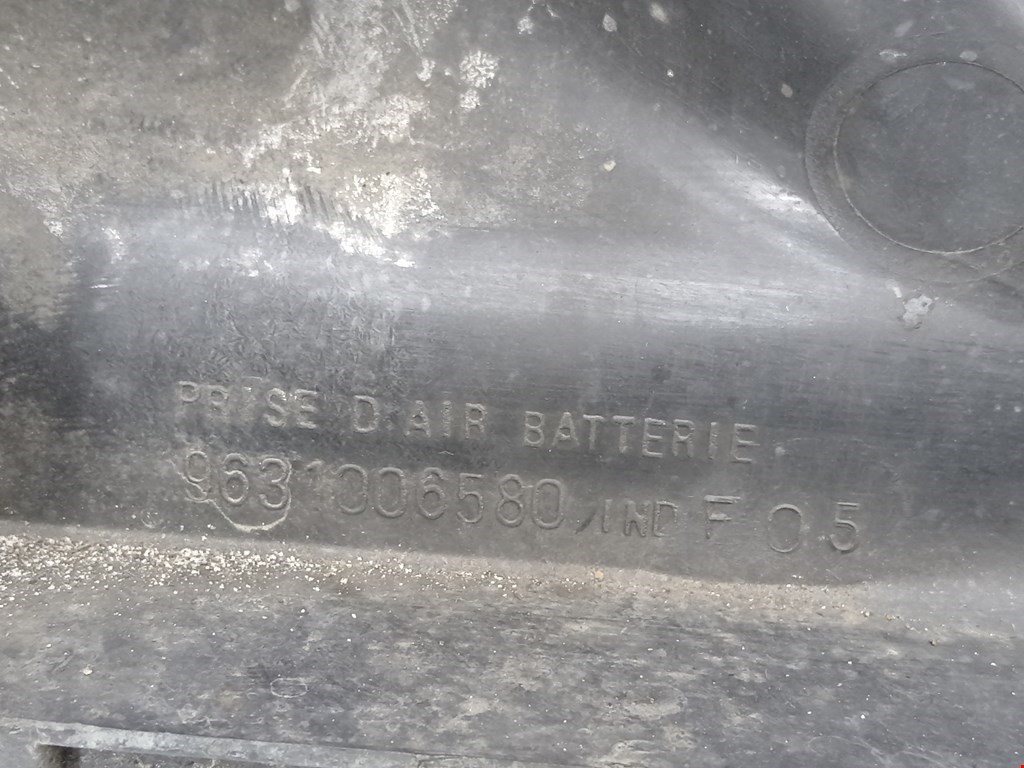 PRISE D'AIR BATTERIE
9631006580 IND F 05